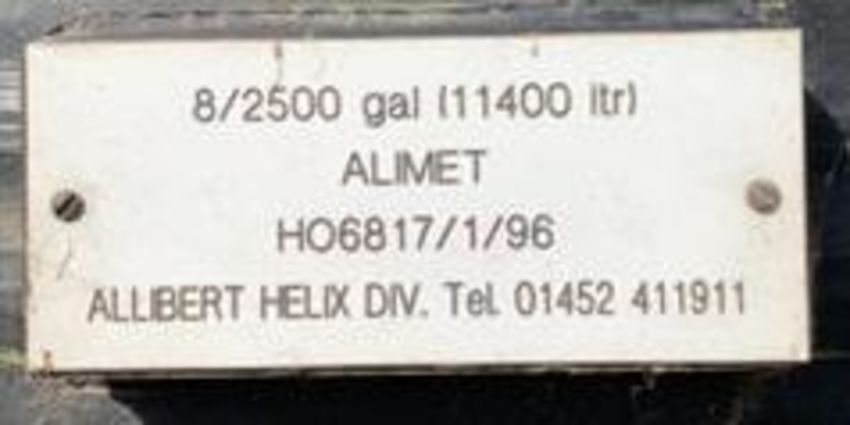 8/2500 gal (11400 ltr)
ALIMET
HO6817/1/96
ALLIBERT HELIX DIV. Tel. 01452 411911